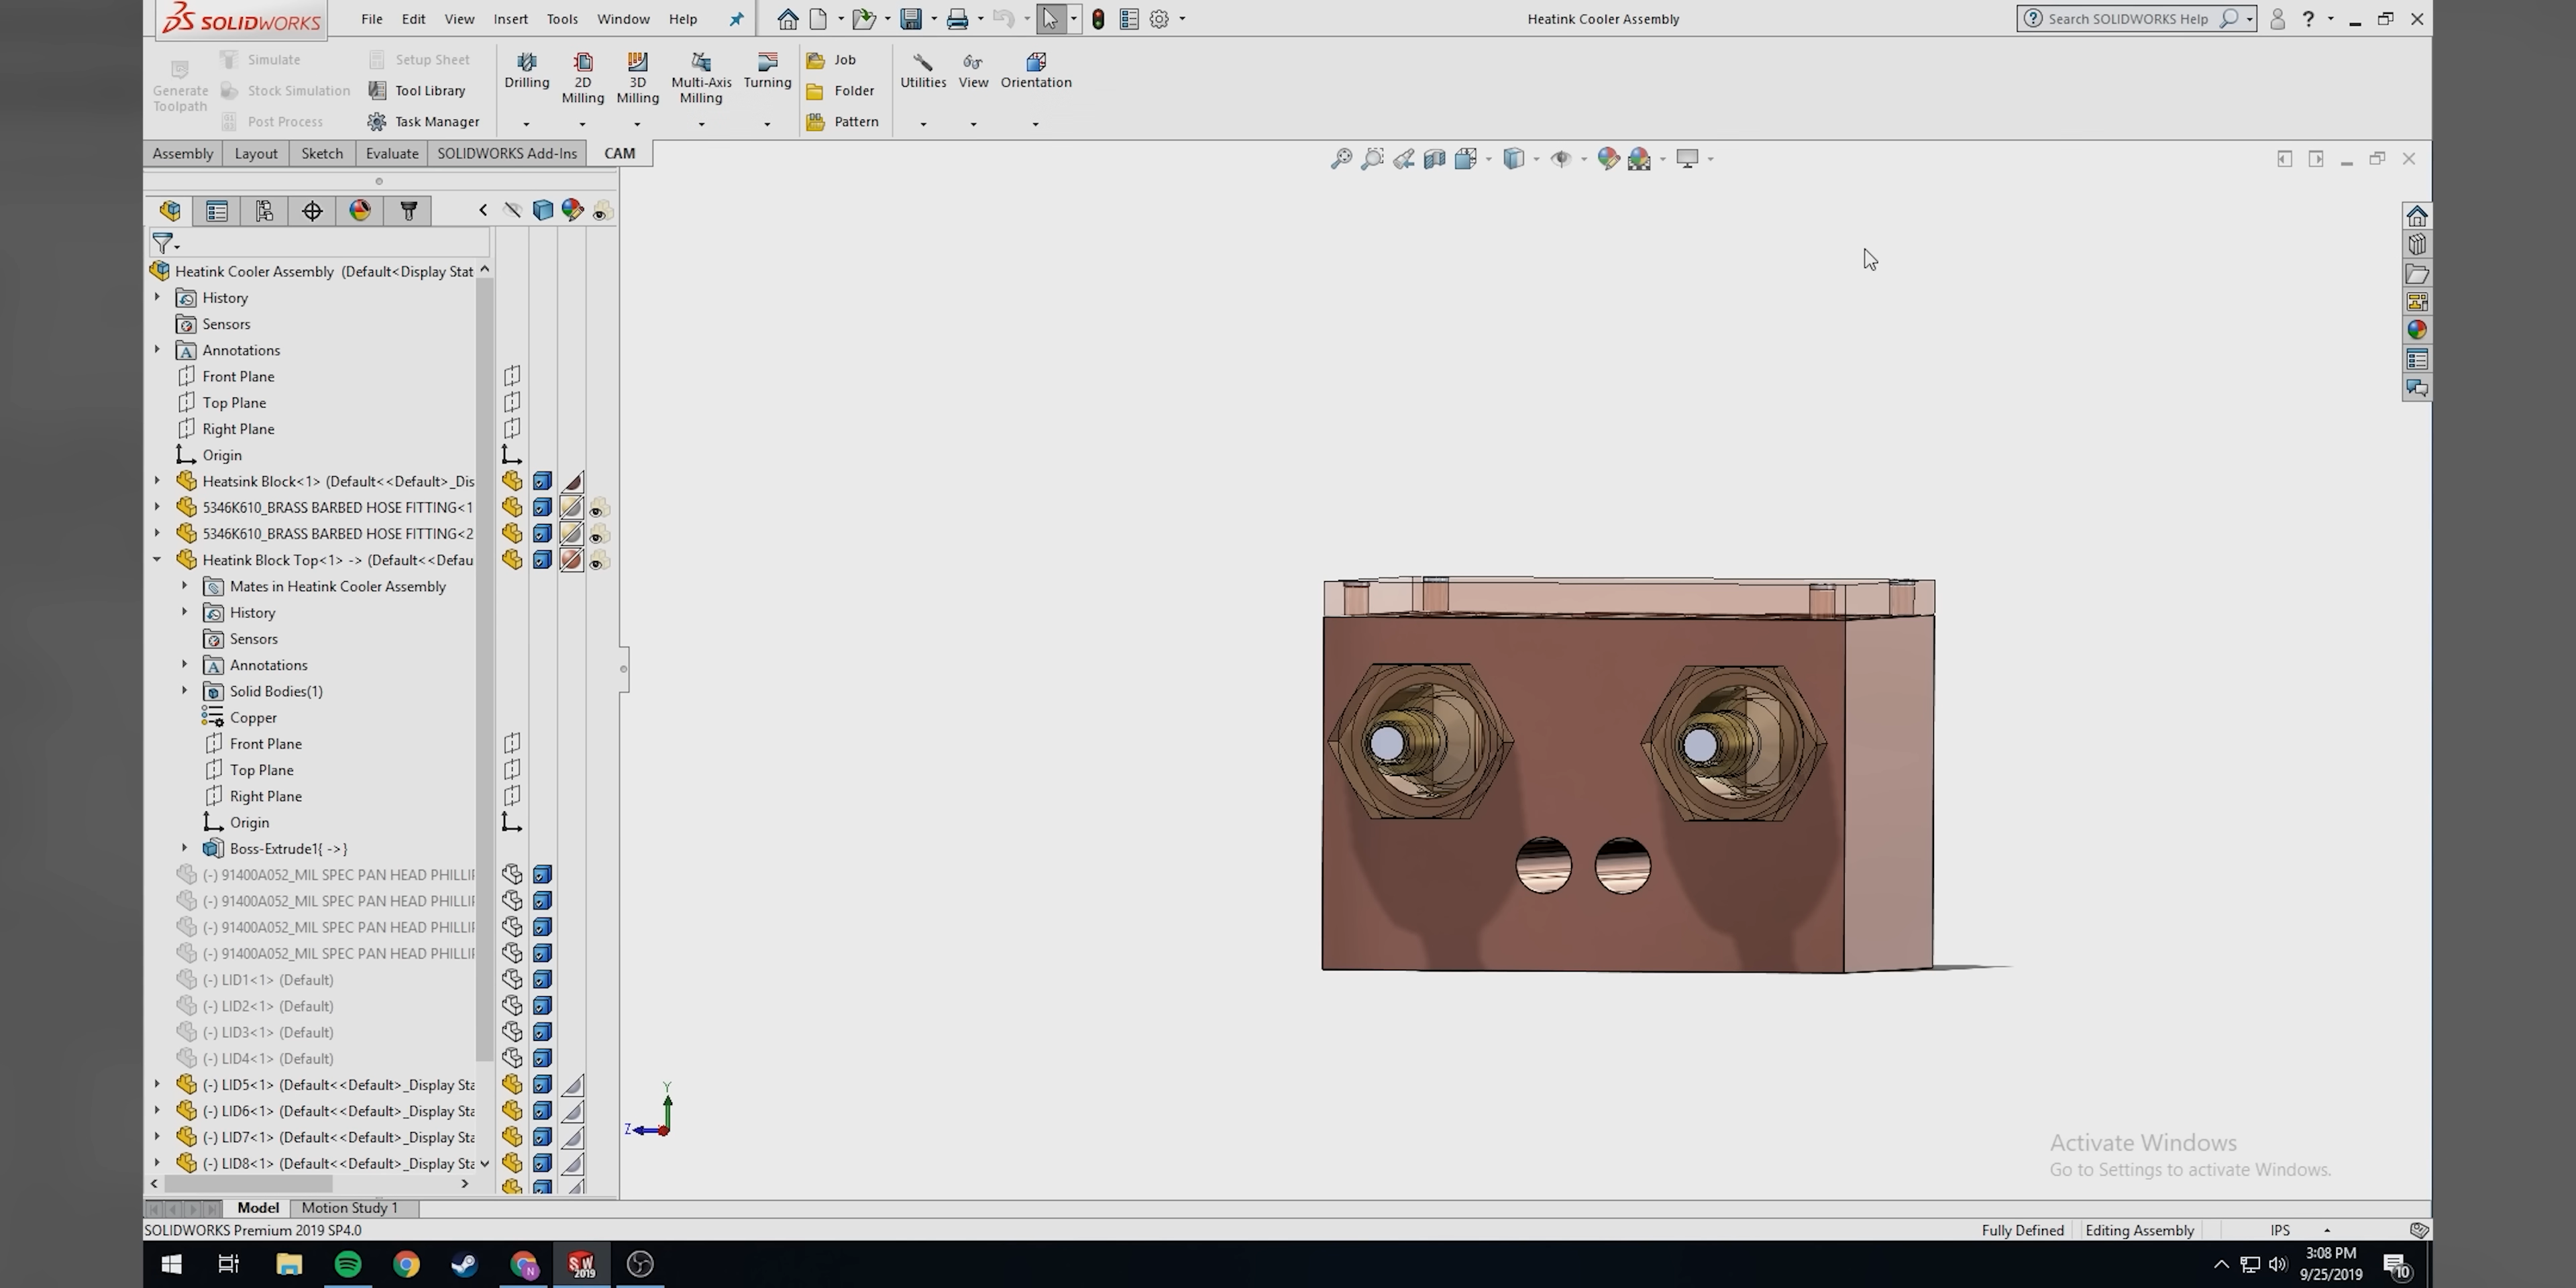 SOLIDWORKS
File Edit View Insert Tools Window Help
Heatink Cooler Assembly
Search SOLIDWORKS Help
Generate Toolpath
Simulate
Stock Simulation
Post Process
Setup Sheet
Tool Library
Task Manager
Drilling
2D Milling
3D Milling
Multi-Axis Milling
Turning
Job
Folder
Pattern
Utilities
View
Orientation
Assembly Layout Sketch Evaluate SOLIDWORKS Add-Ins CAM
Heatink Cooler Assembly (Default<Display Stat
History
Sensors
Annotations
Front Plane
Top Plane
Right Plane
Origin
Heatsink Block<1> (Default<<Default>_Dis
5346K610_BRASS BARBED HOSE FITTING<1
5346K610_BRASS BARBED HOSE FITTING<2
Heatink Block Top<1> -> (Default<<Defau
Mates in Heatink Cooler Assembly
History
Sensors
Annotations
Solid Bodies(1)
Copper
Front Plane
Top Plane
Right Plane
Origin
Boss-Extrude1{ ->}
(-) 91400A052_MIL SPEC PAN HEAD PHILLIP
(-) 91400A052_MIL SPEC PAN HEAD PHILLIP
(-) 91400A052_MIL SPEC PAN HEAD PHILLIP
(-) 91400A052_MIL SPEC PAN HEAD PHILLIP
(-) LID1<1> (Default)
(-) LID2<1> (Default)
(-) LID3<1> (Default)
(-) LID4<1> (Default)
(-) LID5<1> (Default<<Default>_Display Sta
(-) LID6<1> (Default<<Default>_Display Sta
(-) LID7<1> (Default<<Default>_Display Sta
(-) LID8<1> (Default<<Default>_Display Sta
Y
Z
Activate Windows
Go to Settings to activate Windows.
Model Motion Study 1
SOLIDWORKS Premium 2019 SP4.0
Fully Defined Editing Assembly IPS
N
SW 2019
3:08 PM
9/25/2019
10